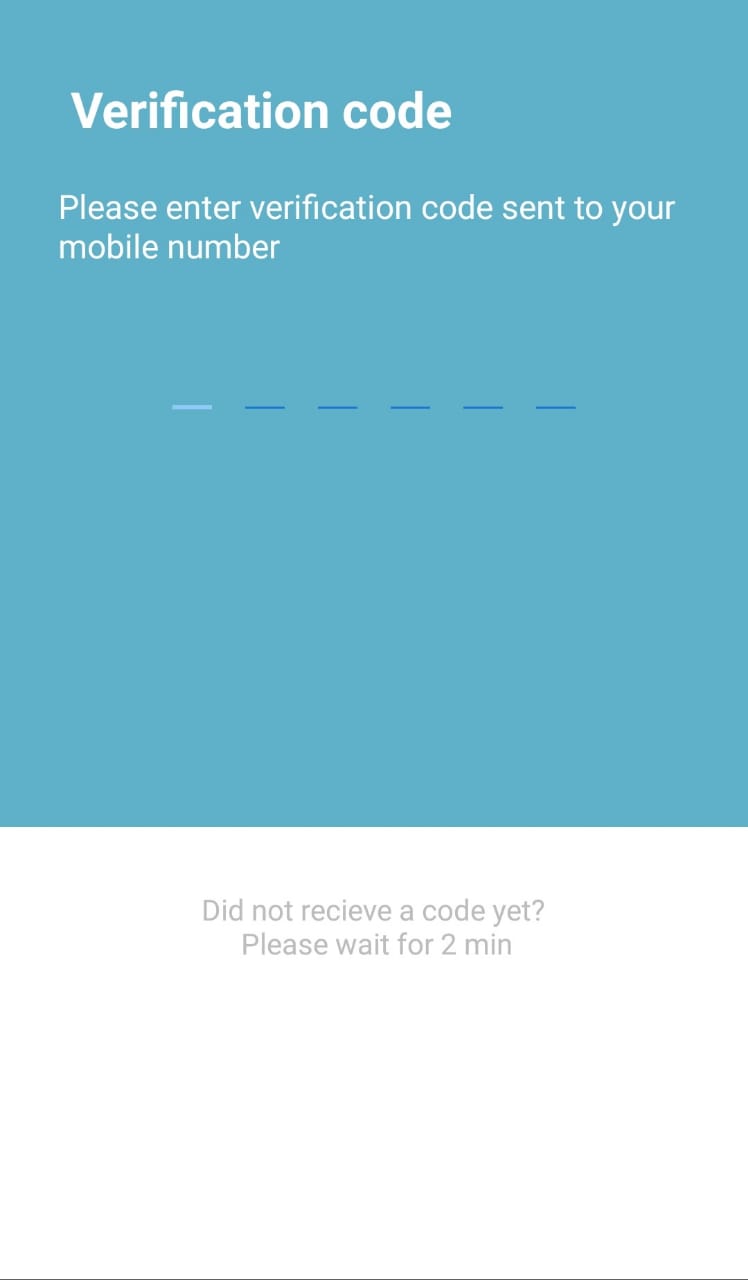 Verification code
Please enter verification code sent to your
mobile number
Did not recieve a code yet?
Please wait for 2 min